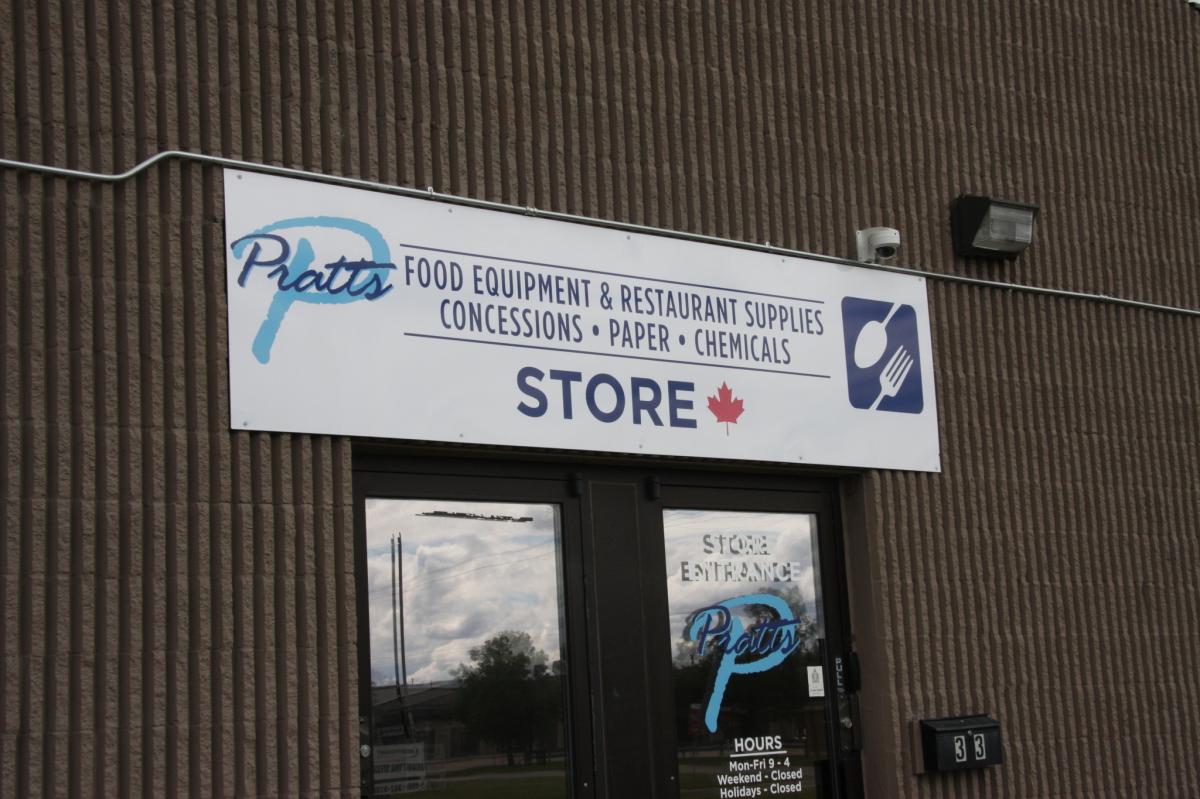 Pratts
FOOD EQUIPMENT & RESTAURANT SUPPLIES
CONCESSIONS • PAPER • CHEMICALS
STORE
STORE
ENTRANCE
Pratts
HOURS
Mon-Fri 9 - 4
Weekend - Closed
Holidays - Closed
33